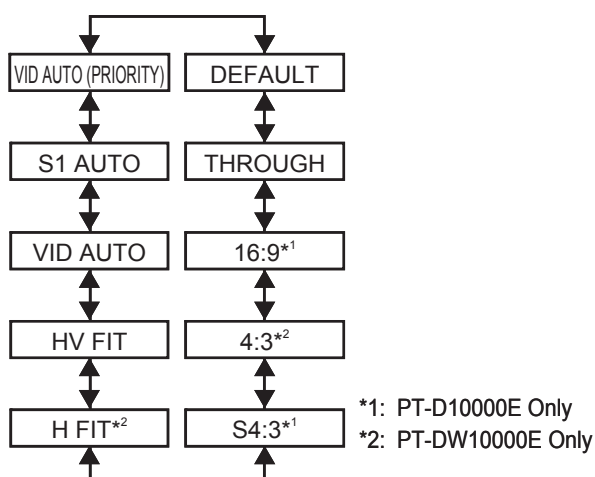 VID AUTO (PRIORITY) DEFAULT
S1 AUTO THROUGH
VID AUTO 16:9*1
HV FIT 4:3*2
H FIT*2 S4:3*1
*1: PT-D10000E Only
*2: PT-DW10000E Only